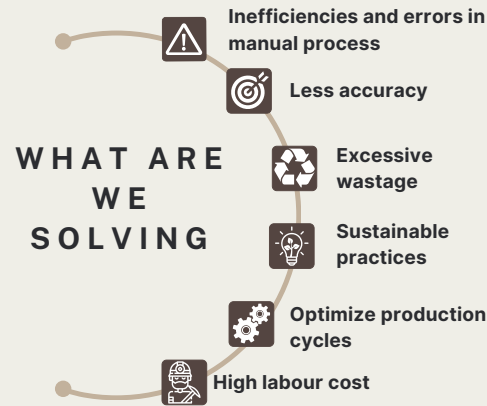 WHAT ARE
WE
SOLVING
Inefficiencies and errors in
manual process
Less accuracy
Excessive
wastage
Sustainable
practices
Optimize production
cycles
High labour cost